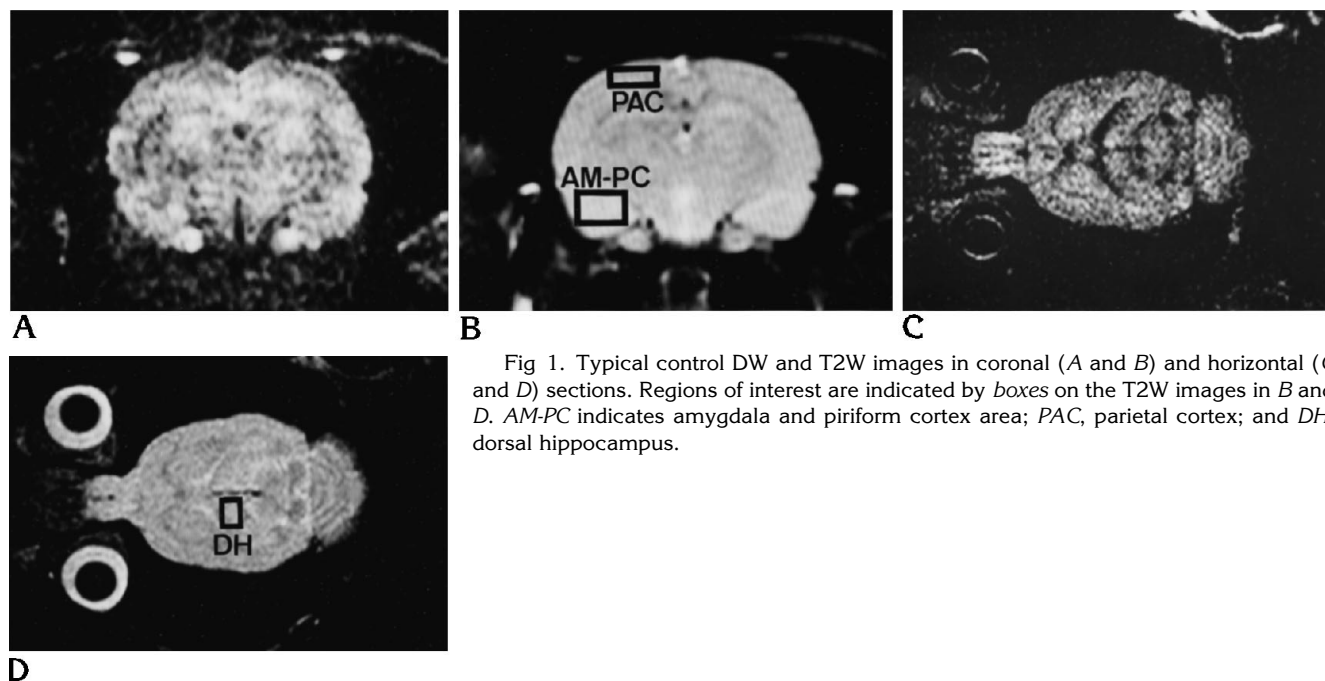 A
B
PAC
AM-PC
C
Fig 1. Typical control DW and T2W images in coronal (A and B) and horizontal (C
and D) sections. Regions of interest are indicated by boxes on the T2W images in B and
D. AM-PC indicates amygdala and piriform cortex area; PAC, parietal cortex; and DH
dorsal hippocampus.
DH
D